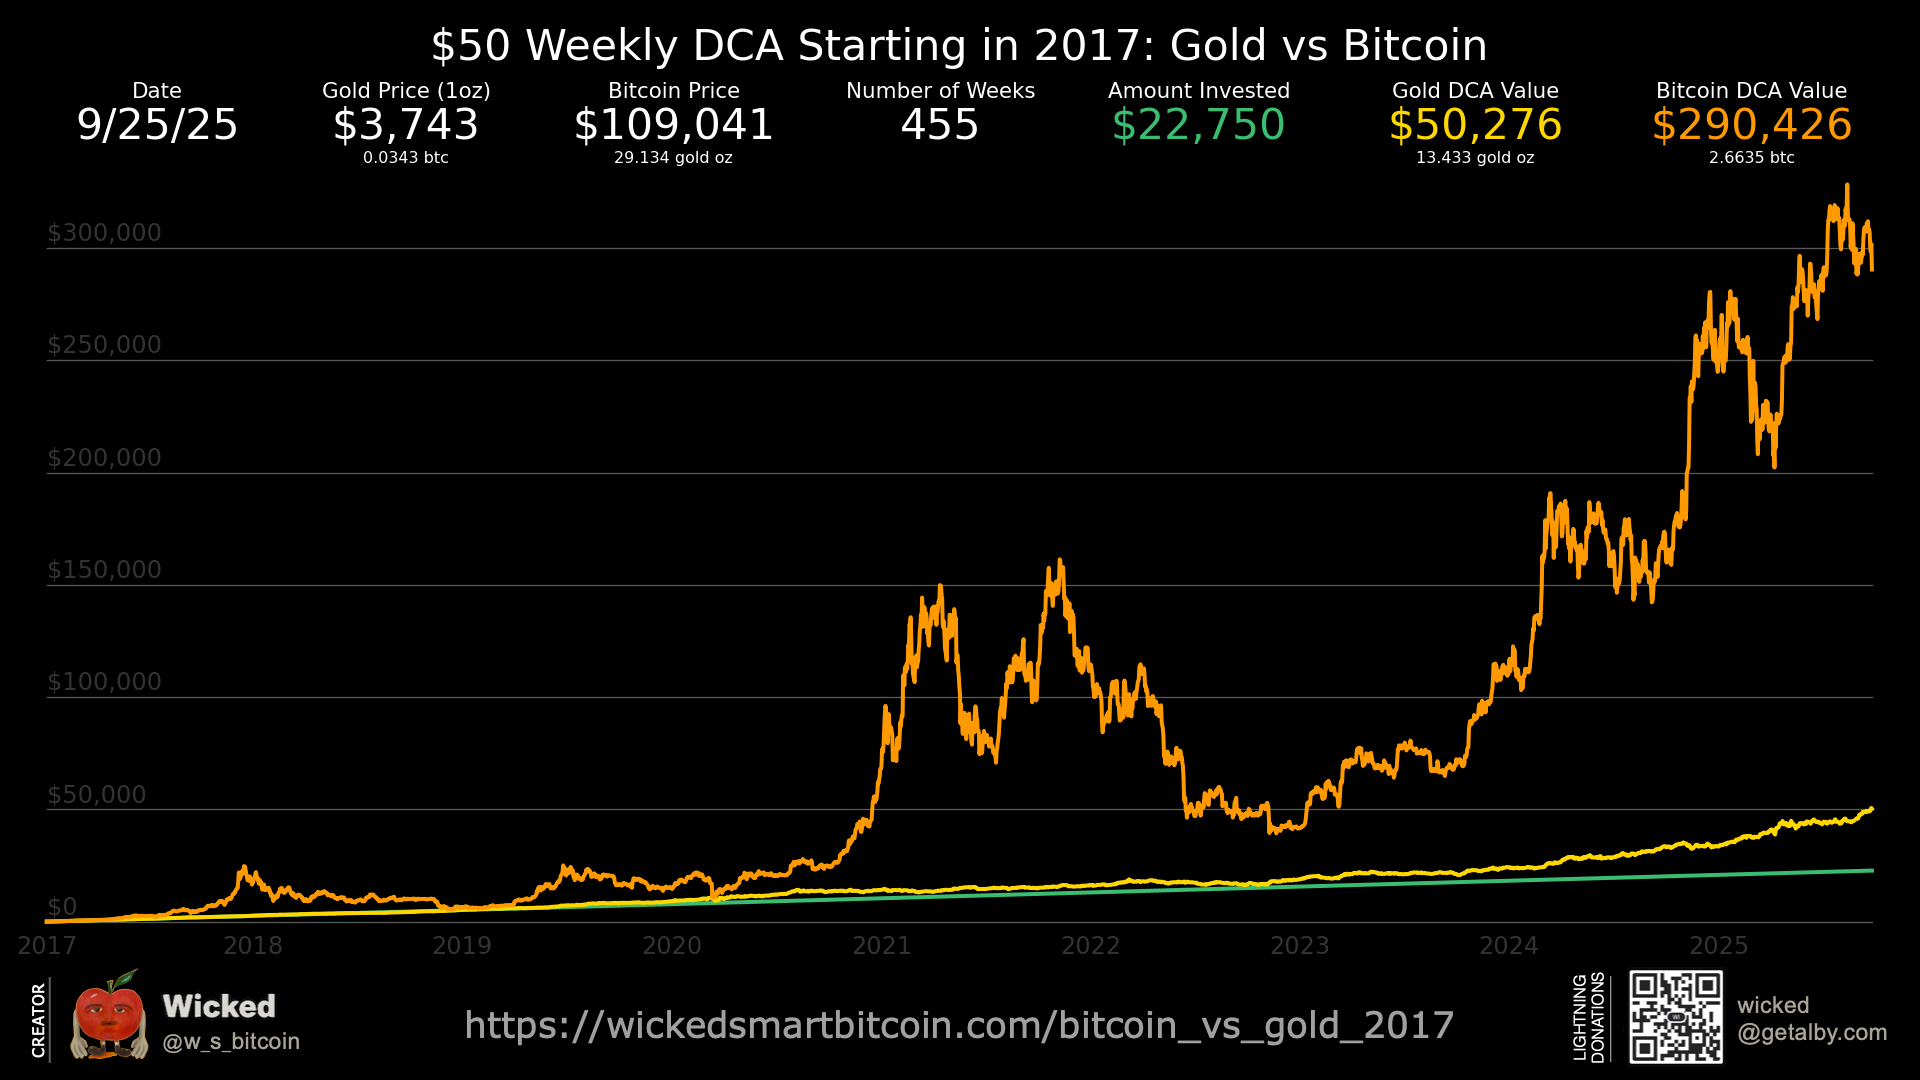 $50 Weekly DCA Starting in 2017: Gold vs Bitcoin
Date
9/25/25
Gold Price (1oz)
$3,743
0.0343 btc
Bitcoin Price
$109,041
29.134 gold oz
Number of Weeks
455
Amount Invested
$22,750
Gold DCA Value
$50,276
13.433 gold oz
Bitcoin DCA Value
$290,426
2.6635 btc
$300,000
$250,000
$200,000
$150,000
$100,000
$50,000
$0
2017 2018 2019 2020 2021 2022 2023 2024 2025
CREATOR
Wicked
@w_s_bitcoin
https://wickedsmartbitcoin.com/bitcoin_vs_gold_2017
LIGHTNING
DONATIONS
wicked
@getalby.com